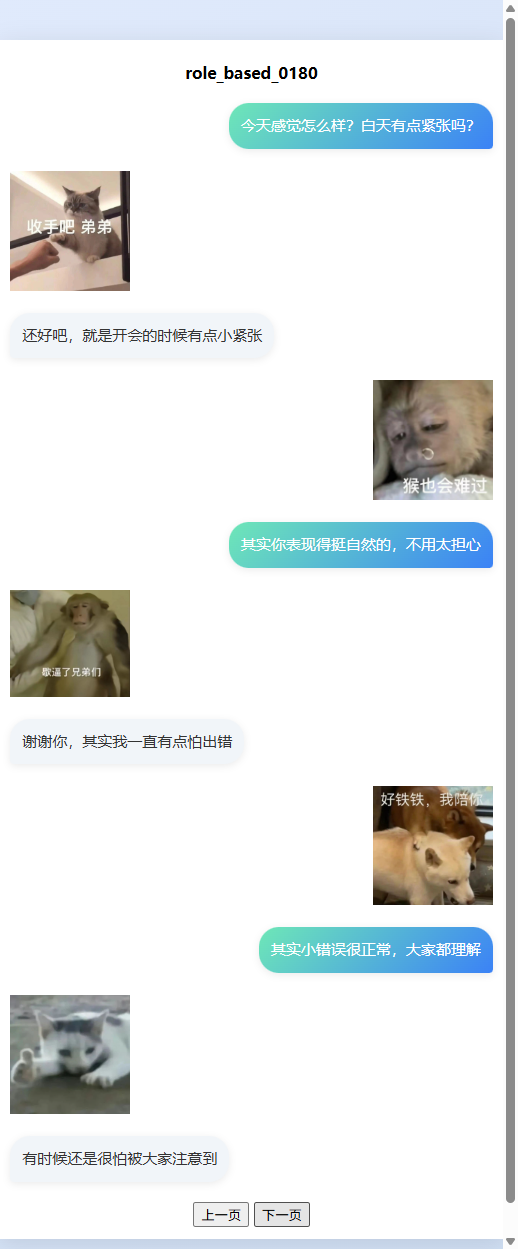 role_based_0180
今天感觉怎么样？白天有点紧张吗？
收手吧 弟弟
还好吧，就是开会的时候有点小紧张
猴也会难过
其实你表现得挺自然的，不用太担心
歇逼了兄弟们
谢谢你，其实我一直有点怕出错
好铁铁，我陪你
其实小错误很正常，大家都理解
有时候还是很怕被大家注意到
上一页 下一页